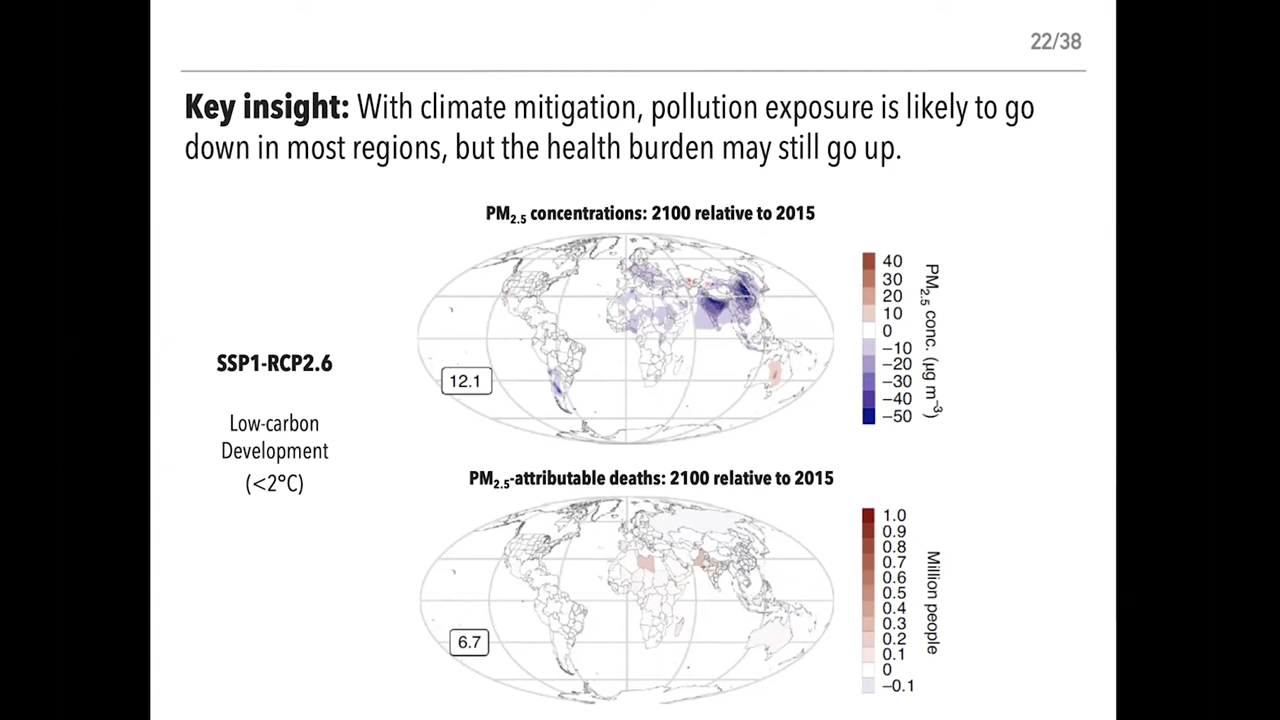 22/38
Key insight: With climate mitigation, pollution exposure is likely to go
down in most regions, but the health burden may still go up.
PM2.5 concentrations: 2100 relative to 2015
SSP1-RCP2.6
Low-carbon
Development
(<2°C)
12.1
40
30
20
10
0
−10
−20
−30
−40
−50
PM2.5 conc. (µg m−3)
PM2.5-attributable deaths: 2100 relative to 2015
6.7
1.0
0.9
0.8
0.7
0.6
0.5
0.4
0.3
0.2
0.1
0
−0.1
Million people